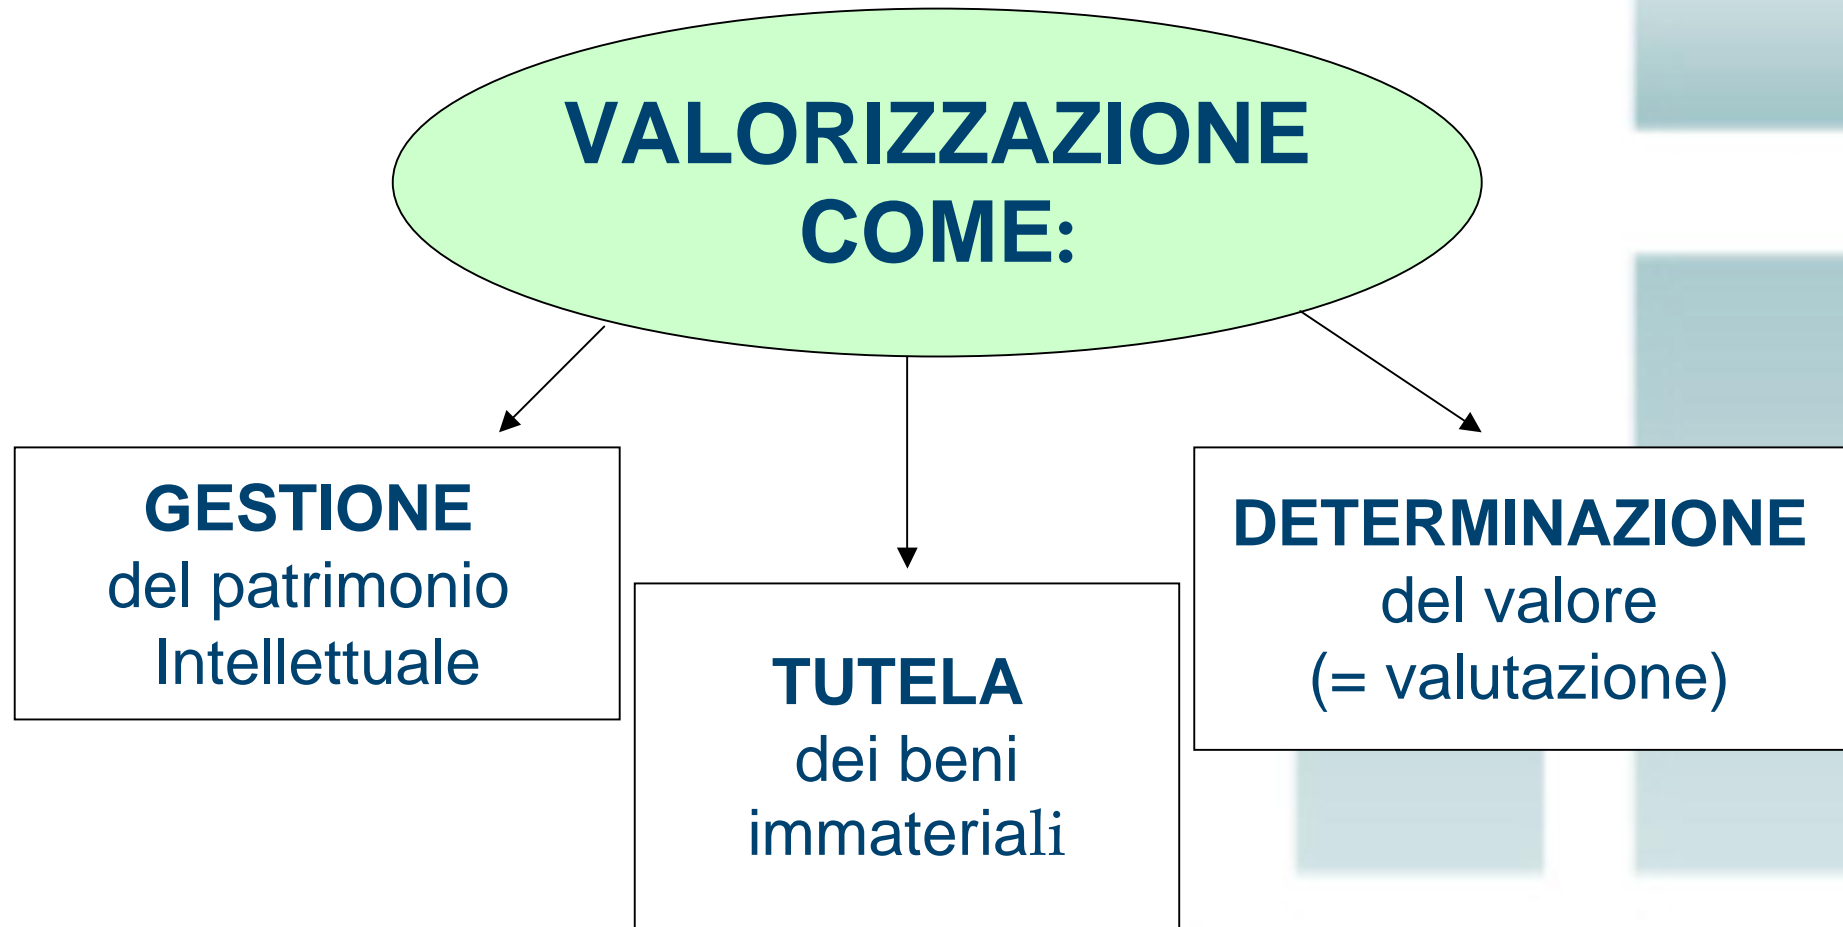 VALORIZZAZIONE
COME:
GESTIONE
del patrimonio
Intellettuale
TUTELA
dei beni
immateriali
DETERMINAZIONE
del valore
(= valutazione)